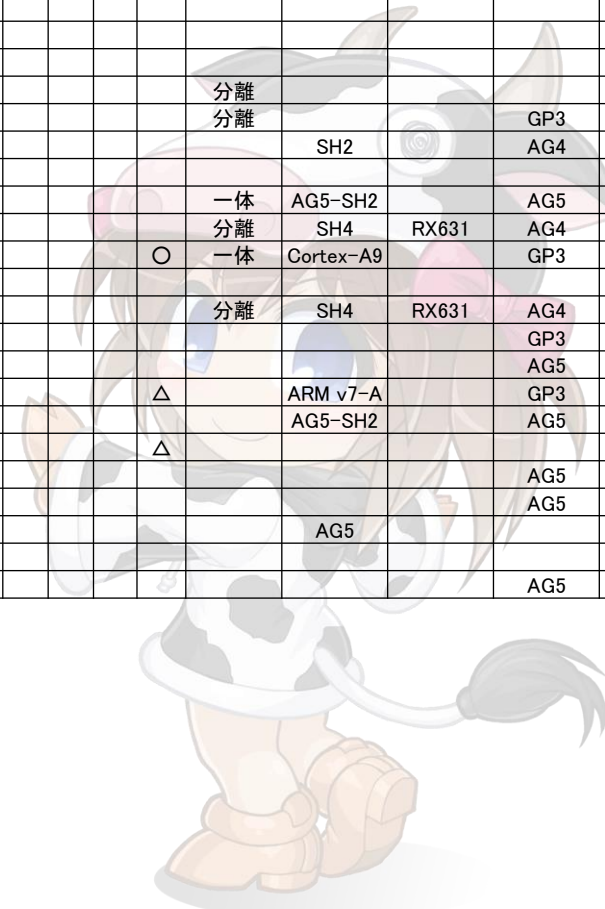 分離
分離 GP3
SH2 AG4
一体 AG5-SH2 AG5
分離 SH4 RX631 AG4
○ 一体 Cortex-A9 GP3
分離 SH4 RX631 AG4
GP3
AG5
△ ARM v7-A GP3
AG5-SH2 AG5
△
AG5
AG5
AG5
AG5